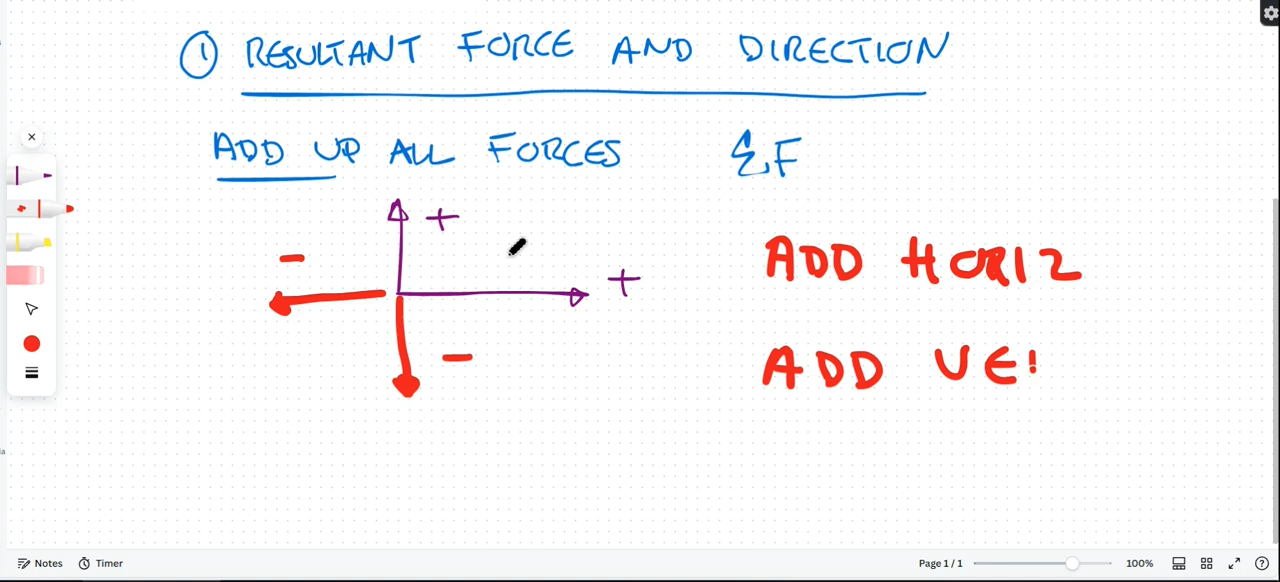 ① RESULTANT FORCE AND DIRECTION
ADD UP ALL FORCES ΣF
+
-
+
ADD HORIZ
-
ADD VE
Notes Timer Page 1 / 1 100%